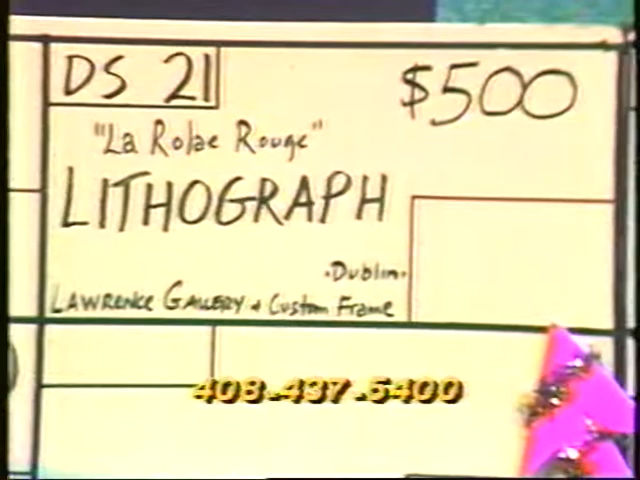 DS 21
$500
"La Robe Rouge"
LITHOGRAPH
•Dublin•
LAWRENCE GALLERY + Custom Frame
408.437.5400